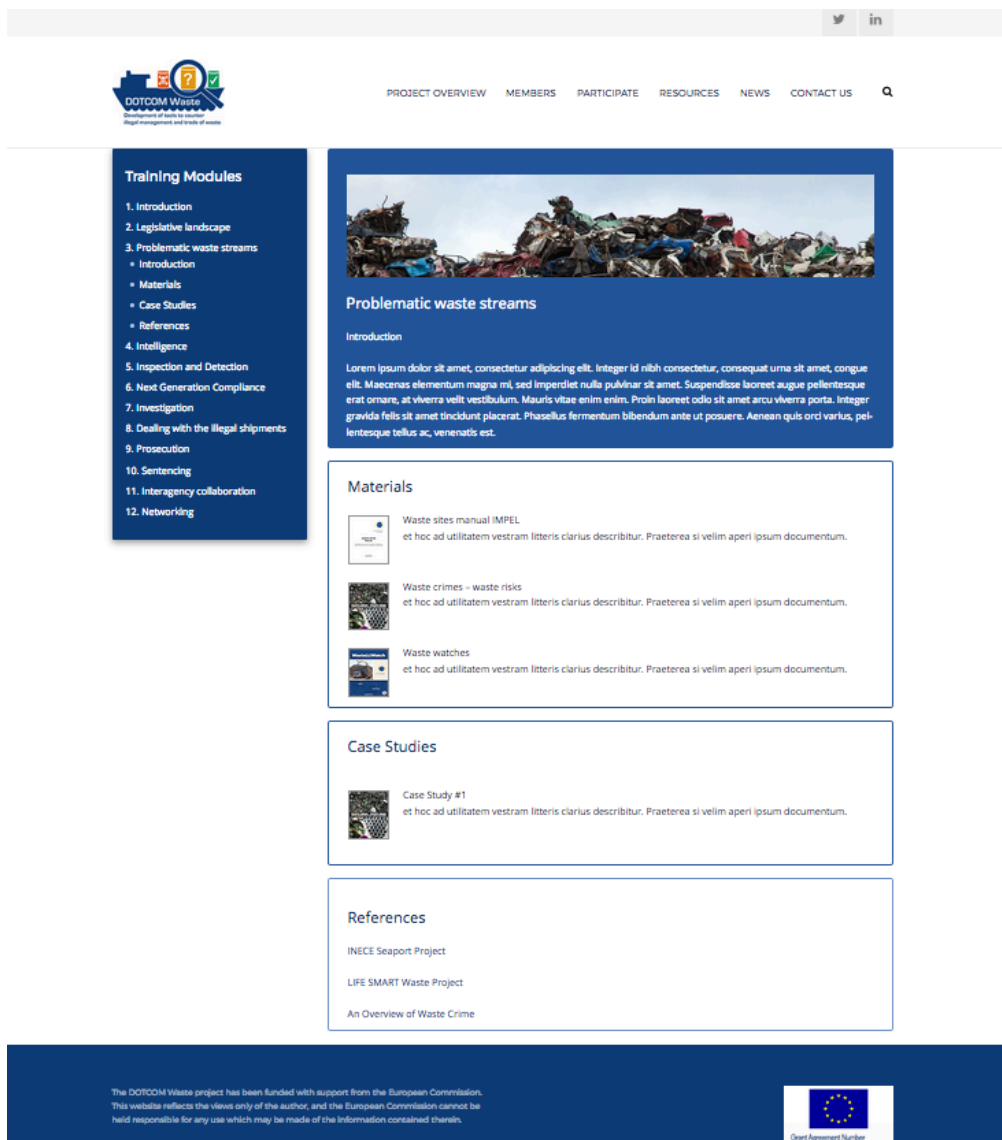 DOTCOM Waste
Development of tools to counter
illegal management and trade of waste
PROJECT OVERVIEW MEMBERS PARTICIPATE RESOURCES NEWS CONTACT US
Training Modules
1. Introduction
2. Legislative landscape
3. Problematic waste streams
• Introduction
• Materials
• Case Studies
• References
4. Intelligence
5. Inspection and Detection
6. Next Generation Compliance
7. Investigation
8. Dealing with the illegal shipments
9. Prosecution
10. Sentencing
11. Interagency collaboration
12. Networking
Problematic waste streams
Introduction
Lorem ipsum dolor sit amet, consectetur adipiscing elit. Integer id nibh consectetur, consequat urna sit amet, congue
elit. Maecenas elementum magna mi, sed imperdiet nulla pulvinar sit amet. Suspendisse laoreet augue pellentesque
erat ornare, at viverra velit vestibulum. Mauris vitae enim enim. Proin laoreet odio sit amet arcu viverra porta. Integer
gravida felis sit amet tincidunt placerat. Phasellus fermentum bibendum ante ut posuere. Aenean quis orci varius, pel-
lentesque tellus ac, venenatis est.
Materials
Waste sites manual IMPEL
et hoc ad utilitatem vestram litteris clarius describitur. Praeterea si velim aperi ipsum documentum.
Waste crimes – waste risks
et hoc ad utilitatem vestram litteris clarius describitur. Praeterea si velim aperi ipsum documentum.
Waste watches
et hoc ad utilitatem vestram litteris clarius describitur. Praeterea si velim aperi ipsum documentum.
Case Studies
Case Study #1
et hoc ad utilitatem vestram litteris clarius describitur. Praeterea si velim aperi ipsum documentum.
References
INECE Seaport Project
LIFE SMART Waste Project
An Overview of Waste Crime
The DOTCOM Waste project has been funded with support from the European Commission.
This website reflects the views only of the author, and the European Commission cannot be
held responsible for any use which may be made of the information contained therein.
Grant Agreement Number